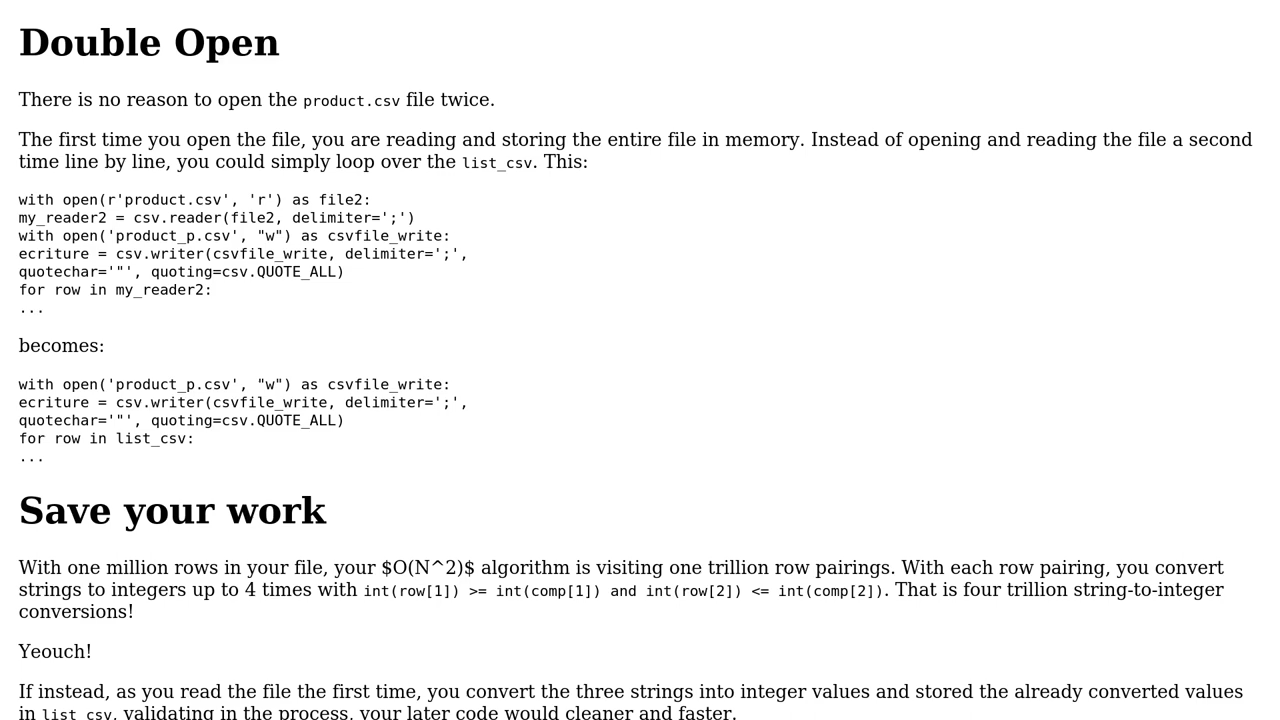 Double Open
There is no reason to open the product.csv file twice.
The first time you open the file, you are reading and storing the entire file in memory. Instead of opening and reading the file a second
time line by line, you could simply loop over the list_csv. This:
with open(r'product.csv', 'r') as file2:
my_reader2 = csv.reader(file2, delimiter=';')
with open('product_p.csv', "w") as csvfile_write:
ecriture = csv.writer(csvfile_write, delimiter=';',
quotechar='"', quoting=csv.QUOTE_ALL)
for row in my_reader2:
...
becomes:
with open('product_p.csv', "w") as csvfile_write:
ecriture = csv.writer(csvfile_write, delimiter=';',
quotechar='"', quoting=csv.QUOTE_ALL)
for row in list_csv:
...
Save your work
With one million rows in your file, your $O(N^2)$ algorithm is visiting one trillion row pairings. With each row pairing, you convert
strings to integers up to 4 times with int(row[1]) >= int(comp[1]) and int(row[2]) <= int(comp[2]). That is four trillion string-to-integer
conversions!
Yeouch!
If instead, as you read the file the first time, you convert the three strings into integer values and stored the already converted values
in list_csv, validating in the process, your later code would cleaner and faster.